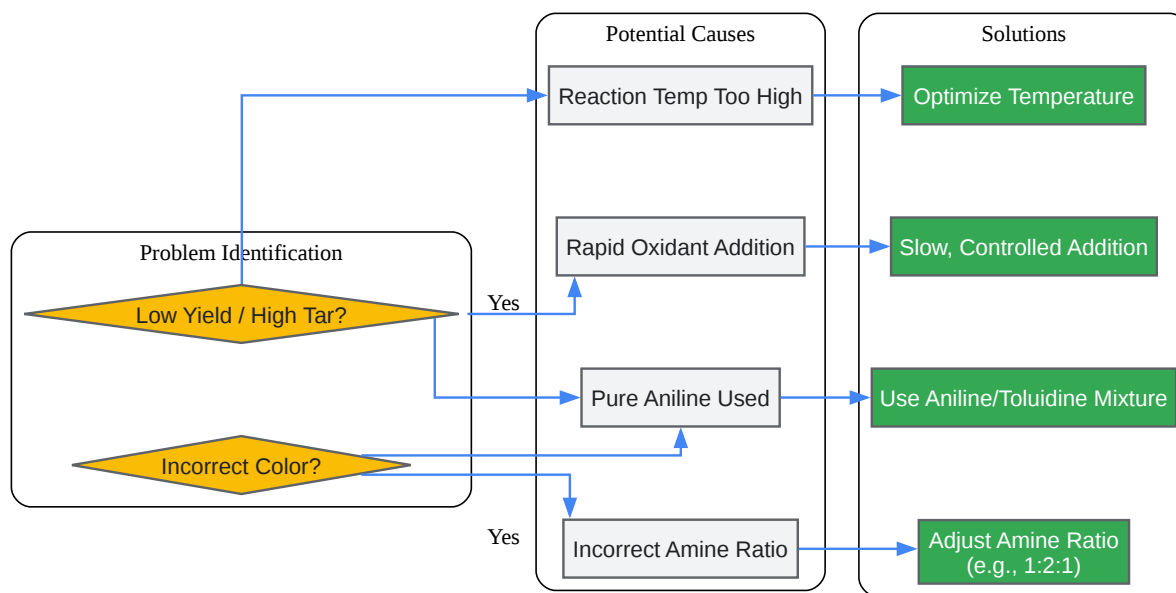 Potential Causes
Solutions
Reaction Temp Too High
Optimize Temperature
Rapid Oxidant Addition
Slow, Controlled Addition
Problem Identification
Low Yield / High Tar?
Yes
Pure Aniline Used
Use Aniline/Toluidine Mixture
Incorrect Color?
Yes
Incorrect Amine Ratio
Adjust Amine Ratio
(e.g., 1:2:1)